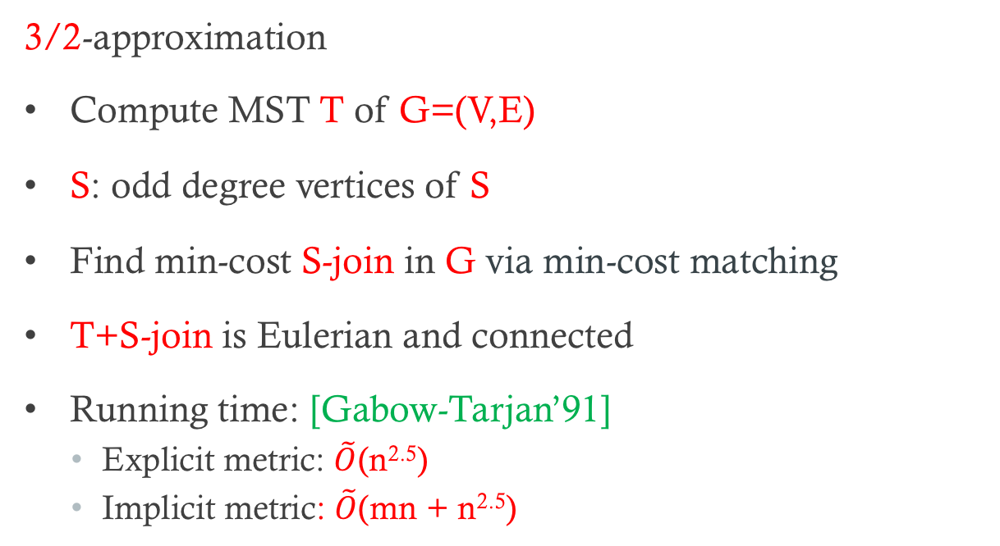 3/2-approximation
• Compute MST T of G=(V,E)
• S: odd degree vertices of S
• Find min-cost S-join in G via min-cost matching
• T+S-join is Eulerian and connected
• Running time: [Gabow-Tarjan’91]
• Explicit metric: Õ(n^2.5)
• Implicit metric: Õ(mn + n^2.5)